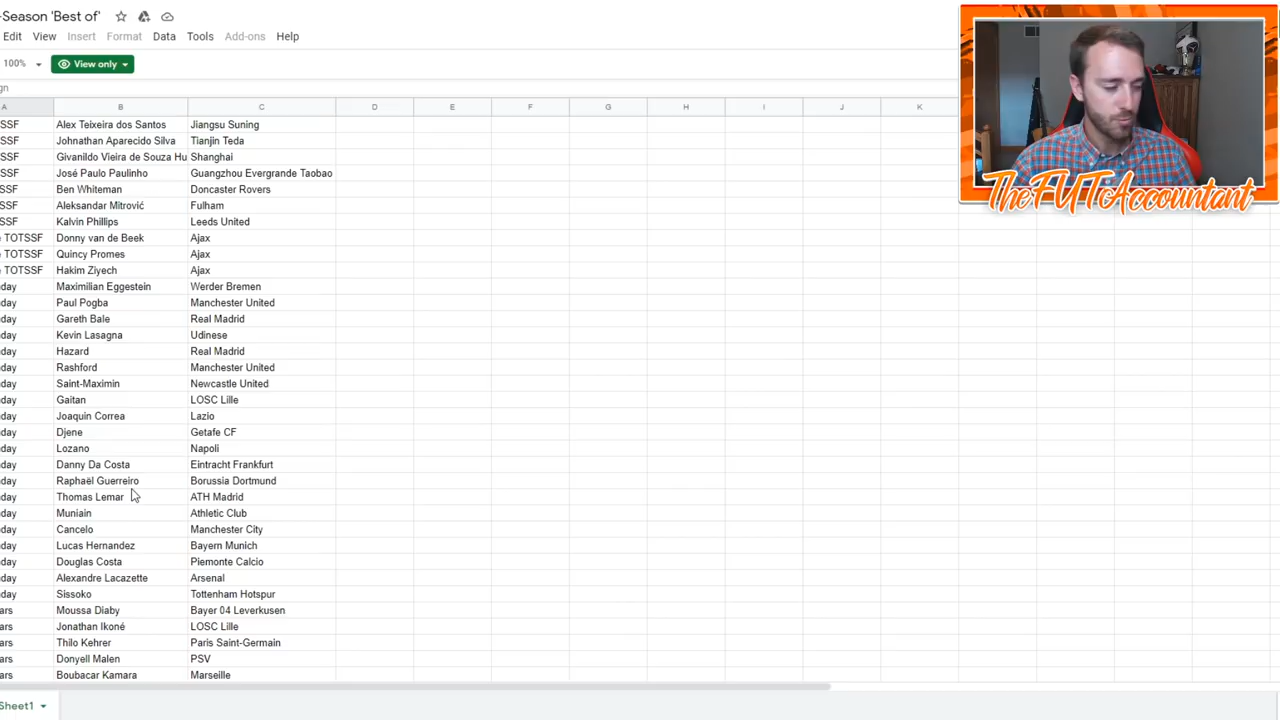 -Season 'Best of'
Edit View Insert Format Data Tools Add-ons Help
100% View only
gn
A B C D E F G H I J K
SSF Alex Teixeira dos Santos Jiangsu Suning
SSF Johnathan Aparecido Silva Tianjin Teda
SSF Givanildo Vieira de Souza Hu Shanghai
SSF José Paulo Paulinho Guangzhou Evergrande Taobao
SSF Ben Whiteman Doncaster Rovers
SSF Aleksandar Mitrović Fulham
SSF Kalvin Phillips Leeds United
TOTSSF Donny van de Beek Ajax
TOTSSF Quincy Promes Ajax
TOTSSF Hakim Ziyech Ajax
day Maximilian Eggestein Werder Bremen
day Paul Pogba Manchester United
day Gareth Bale Real Madrid
day Kevin Lasagna Udinese
day Hazard Real Madrid
day Rashford Manchester United
day Saint-Maximin Newcastle United
day Gaitan LOSC Lille
day Joaquin Correa Lazio
day Djene Getafe CF
day Lozano Napoli
day Danny Da Costa Eintracht Frankfurt
day Raphaël Guerreiro Borussia Dortmund
day Thomas Lemar ATH Madrid
day Muniain Athletic Club
day Cancelo Manchester City
day Lucas Hernandez Bayern Munich
day Douglas Costa Piemonte Calcio
day Alexandre Lacazette Arsenal
day Sissoko Tottenham Hotspur
ars Moussa Diaby Bayer 04 Leverkusen
ars Jonathan Ikoné LOSC Lille
ars Thilo Kehrer Paris Saint-Germain
ars Donyell Malen PSV
ars Boubacar Kamara Marseille
Sheet1
TheFUTAccountant